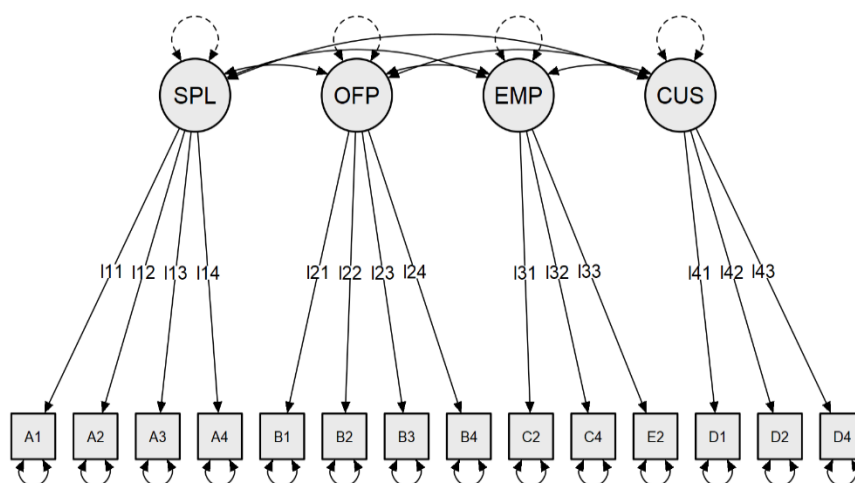 SPL OFP EMP CUS
l11 l12 l13 l14 l21 l22 l23 l24 l31 l32 l33 l41 l42 l43
A1 A2 A3 A4 B1 B2 B3 B4 C2 C4 E2 D1 D2 D4